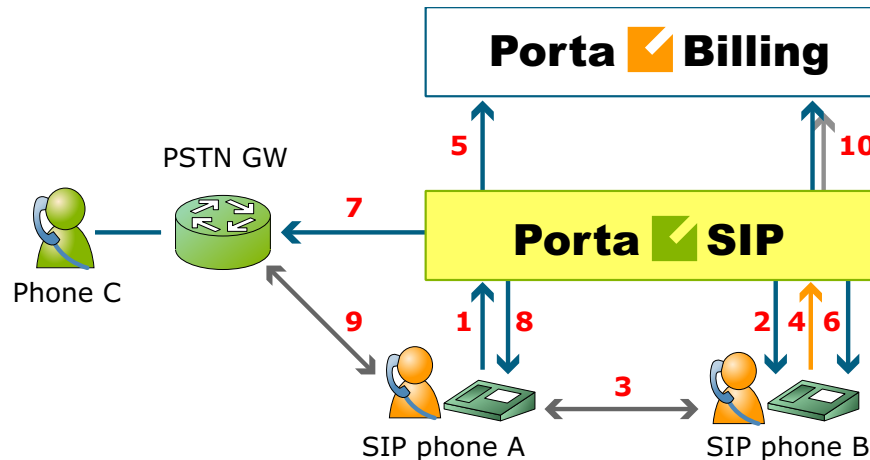 Porta Billing
5
10
PSTN GW
7
Porta SIP
Phone C
9
1
8
2
4
6
3
SIP phone A
SIP phone B